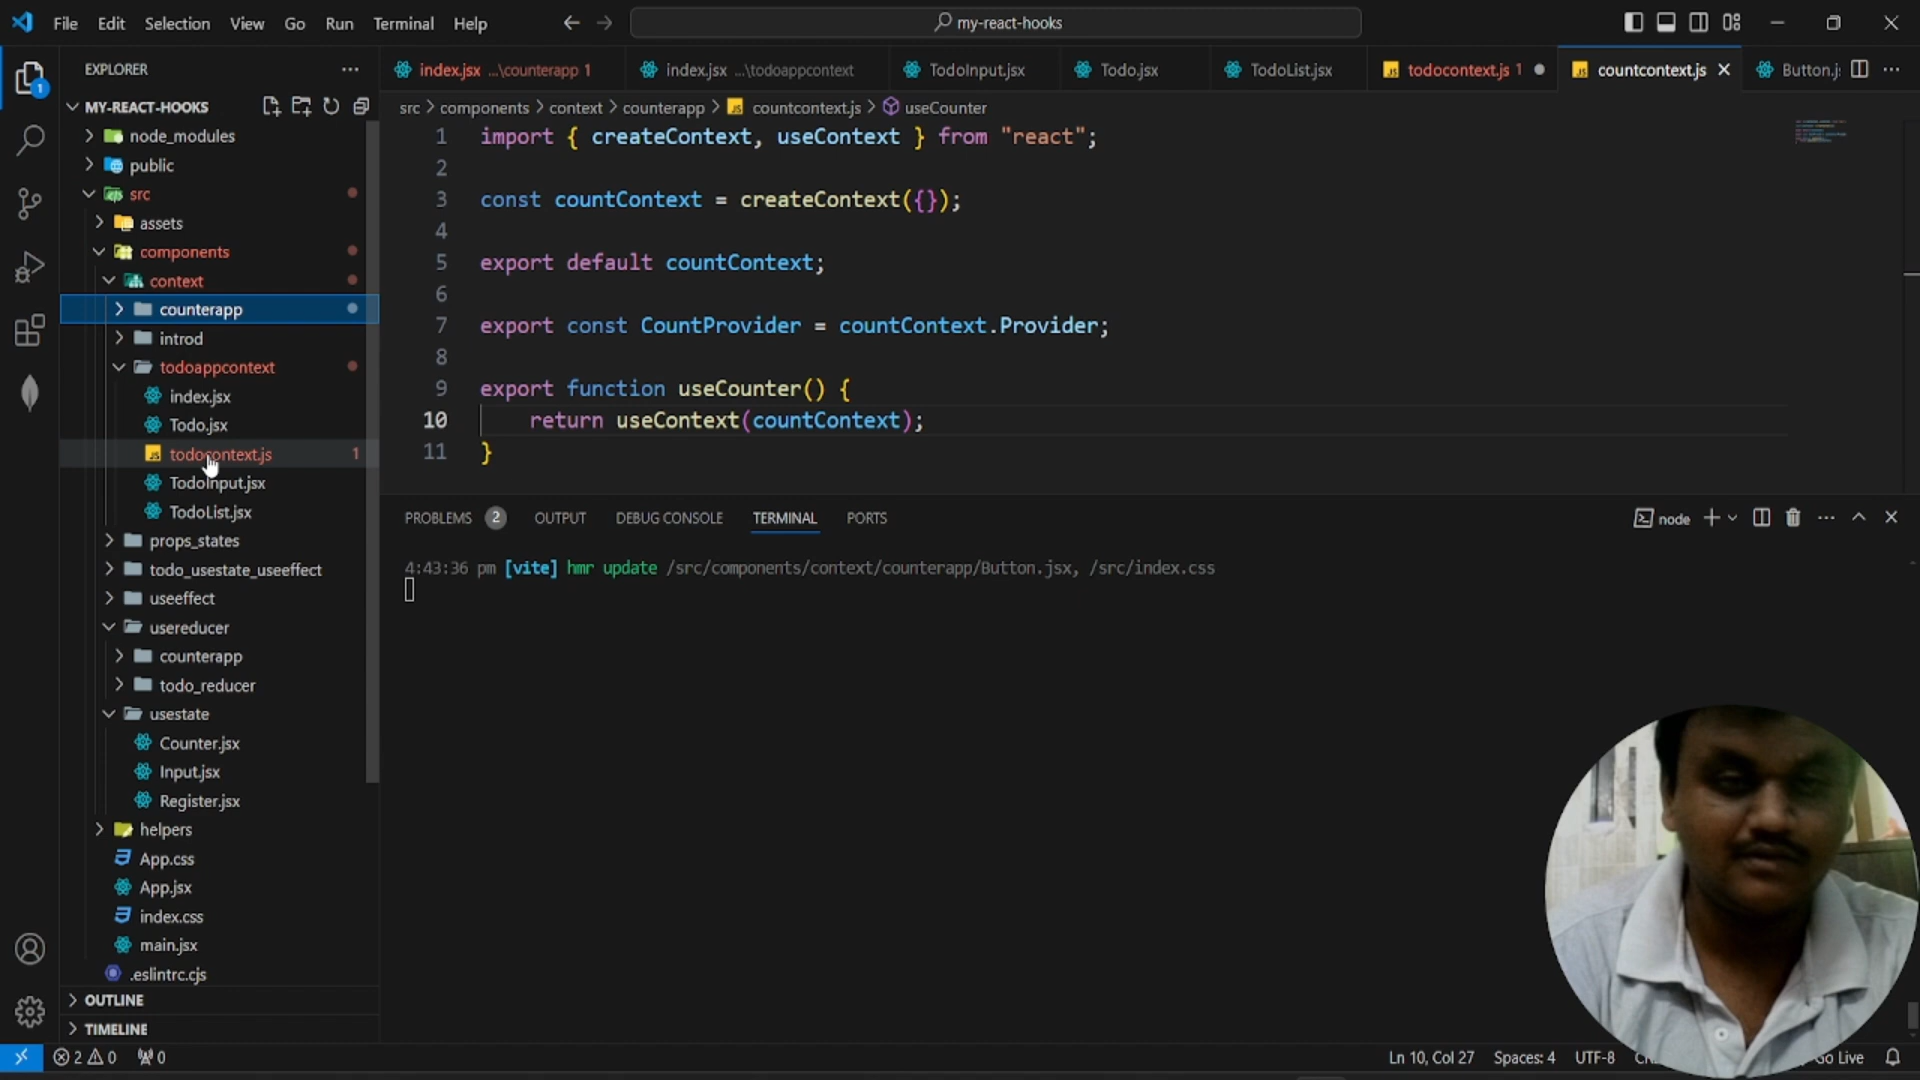 File Edit Selection View Go Run Terminal Help
my-react-hooks
EXPLORER
MY-REACT-HOOKS
node_modules
public
src
assets
components
context
counterapp
introd
todoappcontext
index.jsx
Todo.jsx
todocontext.js 1
TodoInput.jsx
TodoList.jsx
props_states
todo_usestate_useeffect
useeffect
usereducer
counterapp
todo_reducer
usestate
Counter.jsx
Input.jsx
Register.jsx
helpers
App.css
App.jsx
index.css
main.jsx
.eslintrc.cjs
OUTLINE
TIMELINE
index.jsx ...\counterapp 1
index.jsx ...\todoappcontext
TodoInput.jsx
Todo.jsx
TodoList.jsx
todocontext.js 1
countcontext.js
Button.j
src > components > context > counterapp > countcontext.js > useCounter
1 import { createContext, useContext } from "react";
2
3 const countContext = createContext({});
4
5 export default countContext;
6
7 export const CountProvider = countContext.Provider;
8
9 export function useCounter() {
10 return useContext(countContext);
11 }
PROBLEMS 2 OUTPUT DEBUG CONSOLE TERMINAL PORTS
node
4:43:36 pm [vite] hmr update /src/components/context/counterapp/Button.jsx, /src/index.css
1
2 0 0
Ln 10, Col 27 Spaces: 4 UTF-8 Go Live